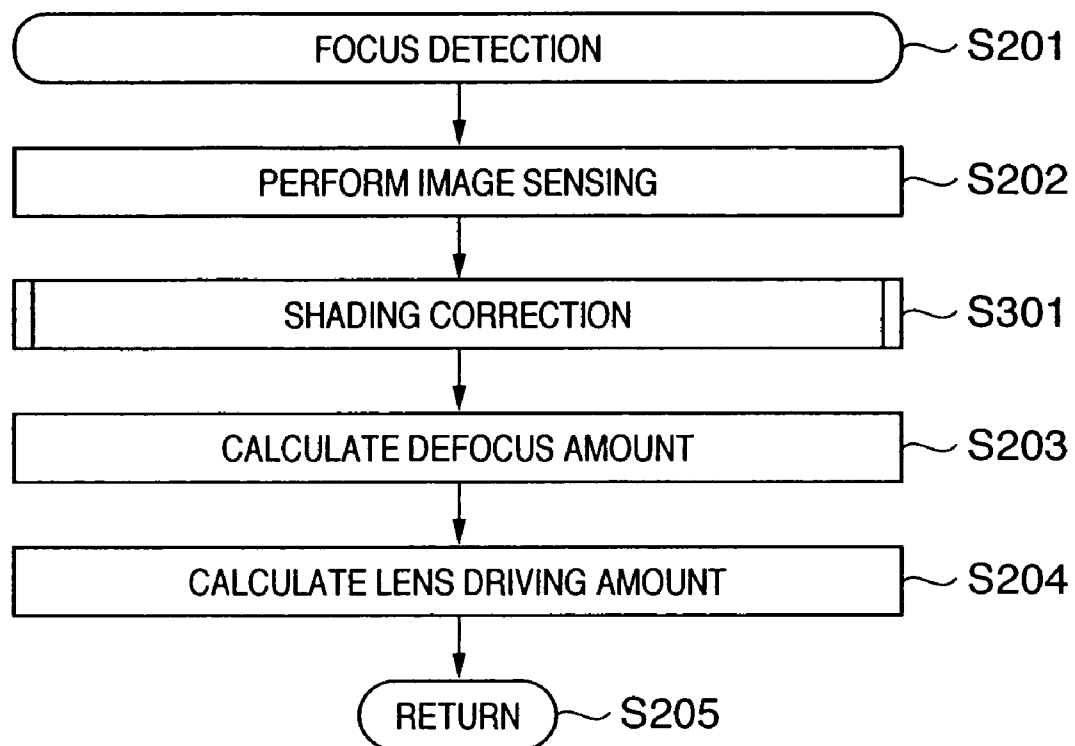 FOCUS DETECTION S201
PERFORM IMAGE SENSING S202
SHADING CORRECTION S301
CALCULATE DEFOCUS AMOUNT S203
CALCULATE LENS DRIVING AMOUNT S204
RETURN S205